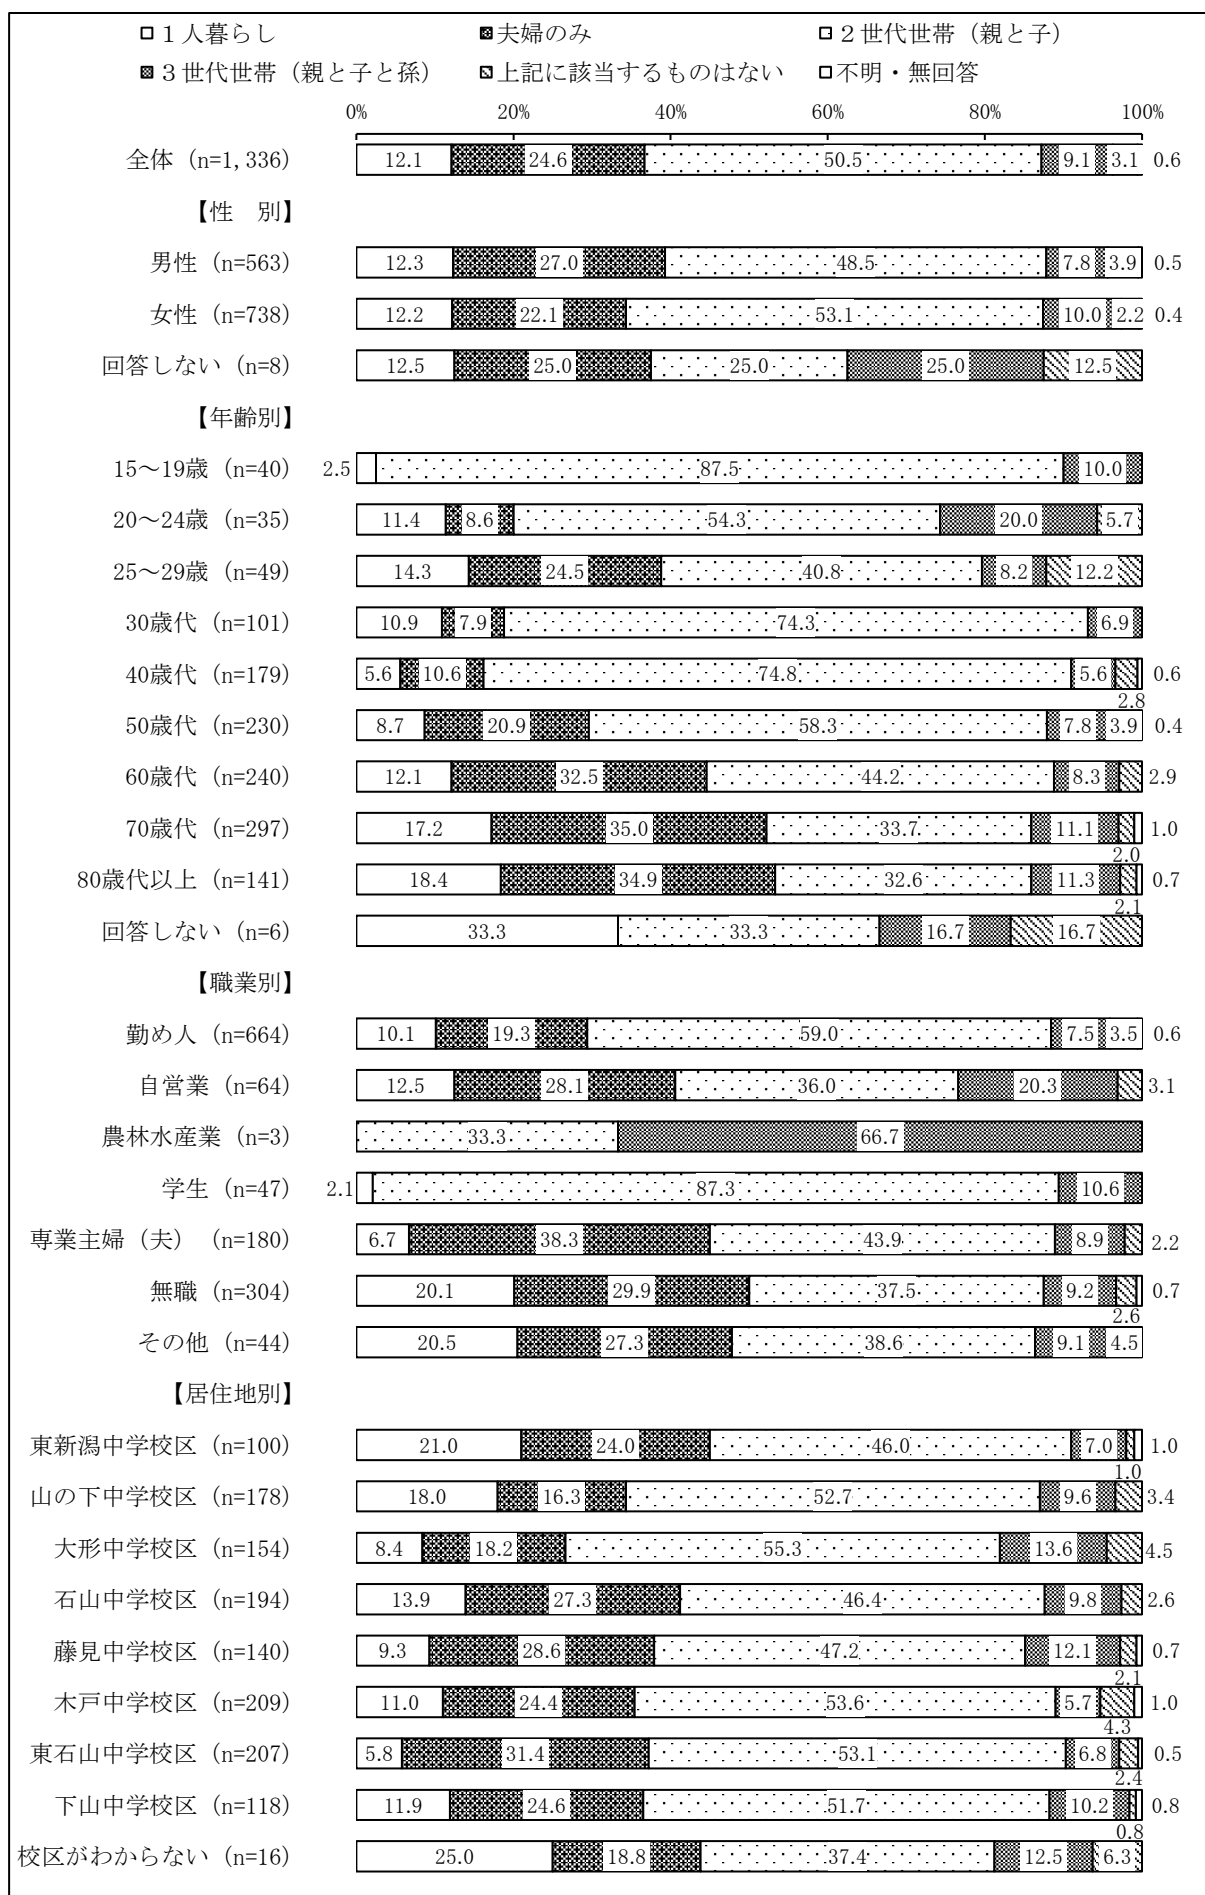 □１人暮らし ■夫婦のみ □２世代世帯（親と子）
■３世代世帯（親と子と孫） 上記に該当するものはない □不明・無回答
0% 20% 40% 60% 80% 100%
全体（n=1,336） 12.1 24.6 50.5 9.1 3.1 0.6
【性　別】
男性（n=563） 12.3 27.0 48.5 7.8 3.9 0.5
女性（n=738） 12.2 22.1 53.1 10.0 2.2 0.4
回答しない（n=8） 12.5 25.0 25.0 25.0 12.5
【年齢別】
15～19歳（n=40） 2.5 87.5 10.0
20～24歳（n=35） 11.4 8.6 54.3 20.0 5.7
25～29歳（n=49） 14.3 24.5 40.8 8.2 12.2
30歳代（n=101） 10.9 7.9 74.3 6.9
40歳代（n=179） 5.6 10.6 74.8 5.6 0.6
2.8
50歳代（n=230） 8.7 20.9 58.3 7.8 3.9 0.4
60歳代（n=240） 12.1 32.5 44.2 8.3 2.9
70歳代（n=297） 17.2 35.0 33.7 11.1 1.0
2.0
80歳代以上（n=141） 18.4 34.9 32.6 11.3 0.7
2.1
回答しない（n=6） 33.3 33.3 16.7 16.7
【職業別】
勤め人（n=664） 10.1 19.3 59.0 7.5 3.5 0.6
自営業（n=64） 12.5 28.1 36.0 20.3 3.1
農林水産業（n=3） 33.3 66.7
学生（n=47） 2.1 87.3 10.6
専業主婦（夫）（n=180） 6.7 38.3 43.9 8.9 2.2
無職（n=304） 20.1 29.9 37.5 9.2 0.7
2.6
その他（n=44） 20.5 27.3 38.6 9.1 4.5
【居住地別】
東新潟中学校区（n=100） 21.0 24.0 46.0 7.0 1.0
1.0
山の下中学校区（n=178） 18.0 16.3 52.7 9.6 3.4
大形中学校区（n=154） 8.4 18.2 55.3 13.6 4.5
石山中学校区（n=194） 13.9 27.3 46.4 9.8 2.6
藤見中学校区（n=140） 9.3 28.6 47.2 12.1 0.7
2.1
木戸中学校区（n=209） 11.0 24.4 53.6 5.7 1.0
4.3
東石山中学校区（n=207） 5.8 31.4 53.1 6.8 0.5
2.4
下山中学校区（n=118） 11.9 24.6 51.7 10.2 0.8
0.8
校区がわからない（n=16） 25.0 18.8 37.4 12.5 6.3